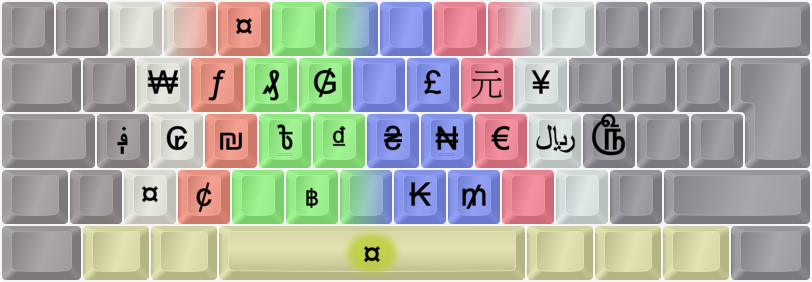 ¤
₩ ƒ ₰ ₲ £ 元 ¥
؋ ₢ ₪ ₶ ₫ ₴ ₦ € ﷼ ௹
¤ ¢ ฿ ₭ ₥
¤